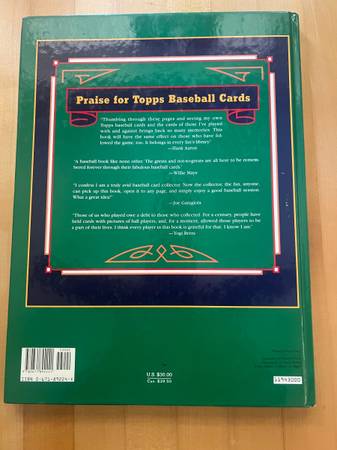 Praise for Topps Baseball Cards
"Thumbing through these pages and seeing my own
Topps baseball cards and the cards of those I've played
with and against brings back so many memories. This
book will have the same effect on those who have fol-
lowed the game, too. It belongs in every fan's library."
—Hank Aaron
"A baseball book like none other. The greats and not-so-greats are all here to be remem-
bered forever through their fabulous baseball cards."
—Willie Mays
"I confess I am a truly avid baseball card collector. Now the collector, the fan, anyone,
can pick up this book, open it to any page, and simply enjoy a good baseball session.
What a great idea!"
—Joe Garagiola
"Those of us who played owe a debt to those who collected. For a century, people have
held cards with pictures of ball players, and, for a moment, allowed those players to be
a part of their lives. I think every player in this book is grateful for that. I know I am."
—Yogi Berra
U.S. $30.00
Can. $39.50